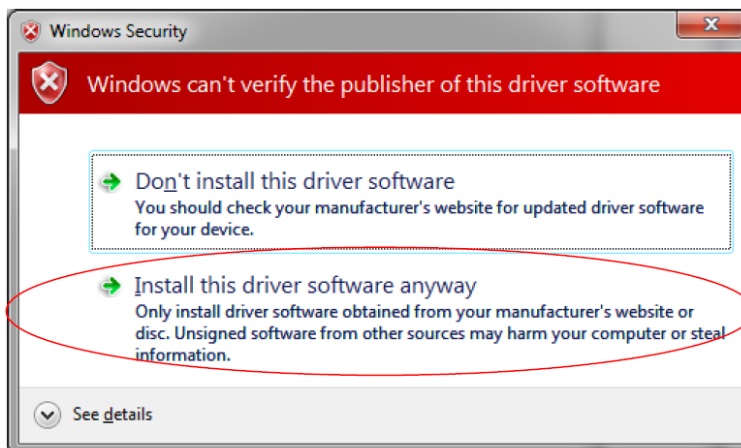 Windows Security
Windows can't verify the publisher of this driver software
Don't install this driver software
You should check your manufacturer's website for updated driver software
for your device.
Install this driver software anyway
Only install driver software obtained from your manufacturer's website or
disc. Unsigned software from other sources may harm your computer or steal
information.
See details